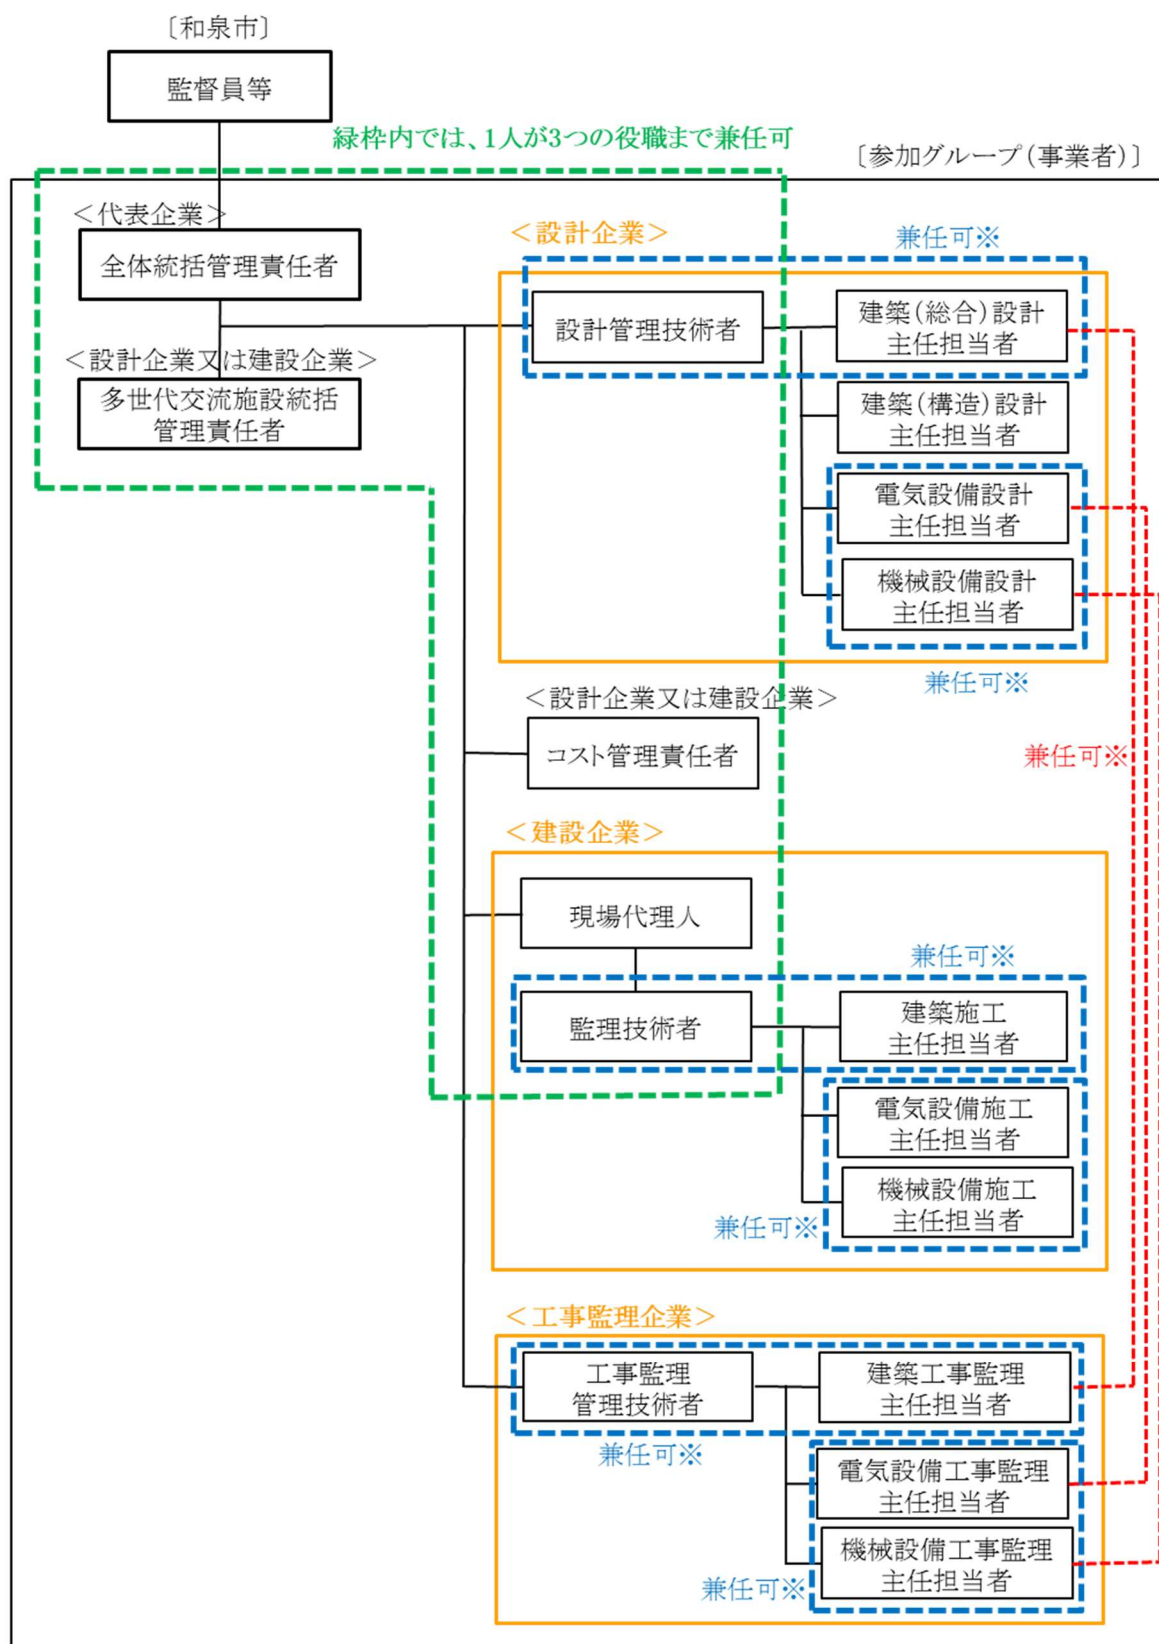 〔和泉市〕
監督員等
緑枠内では、1人が3つの役職まで兼任可
〔参加グループ(事業者)〕
＜代表企業＞
全体統括管理責任者
＜設計企業又は建設企業＞
多世代交流施設統括
管理責任者
＜設計企業＞
兼任可※
設計管理技術者
建築(総合)設計
主任担当者
建築(構造)設計
主任担当者
電気設備設計
主任担当者
機械設備設計
主任担当者
兼任可※
＜設計企業又は建設企業＞
コスト管理責任者
兼任可※
＜建設企業＞
現場代理人
兼任可※
監理技術者
建築施工
主任担当者
電気設備施工
主任担当者
機械設備施工
主任担当者
兼任可※
＜工事監理企業＞
工事監理
管理技術者
建築工事監理
主任担当者
兼任可※
電気設備工事監理
主任担当者
機械設備工事監理
主任担当者
兼任可※